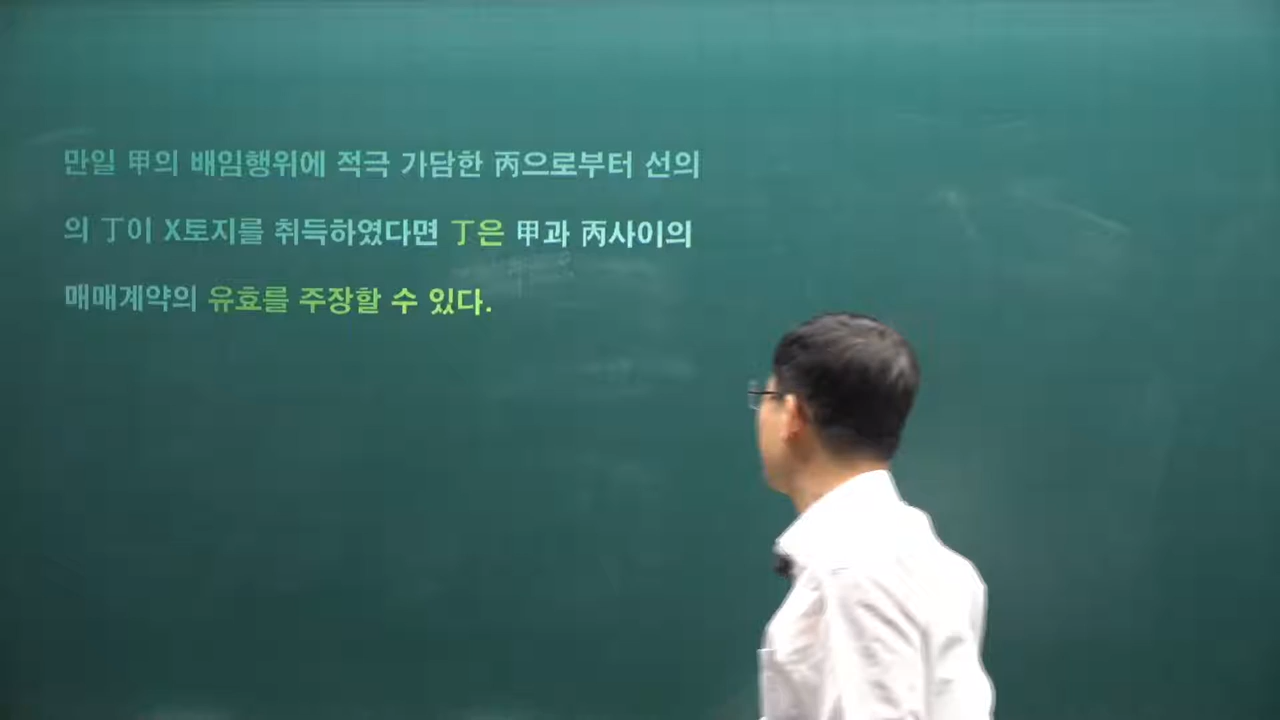 만일 甲의 배임행위에 적극 가담한 丙으로부터 선의
의 丁이 X토지를 취득하였다면 丁은 甲과 丙사이의
매매계약의 유효를 주장할 수 있다.